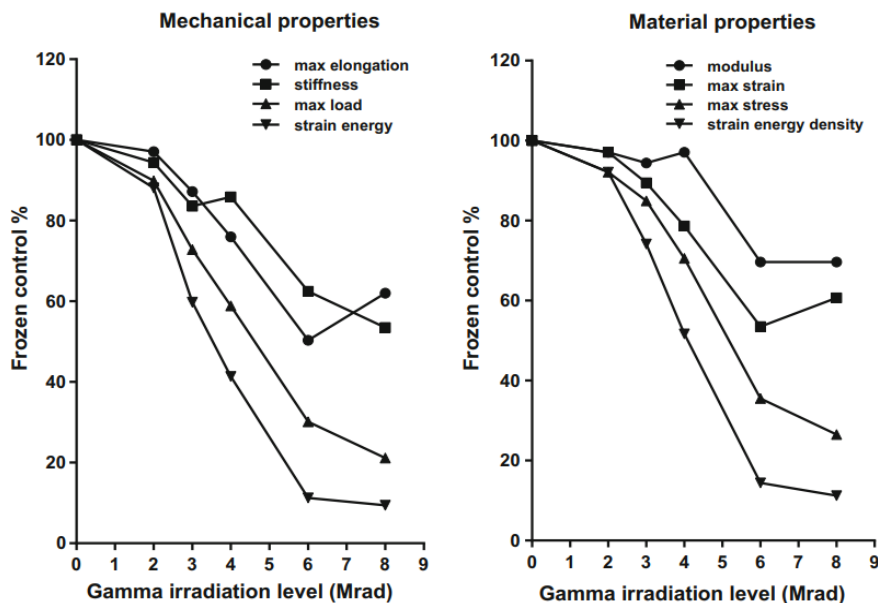 Mechanical properties
max elongation
stiffness
max load
strain energy
120
100
80
60
40
20
0
Frozen control %
0 1 2 3 4 5 6 7 8 9
Gamma irradiation level (Mrad)
Material properties
modulus
max strain
max stress
strain energy density
120
100
80
60
40
20
0
Frozen control %
0 1 2 3 4 5 6 7 8 9
Gamma irradiation level (Mrad)